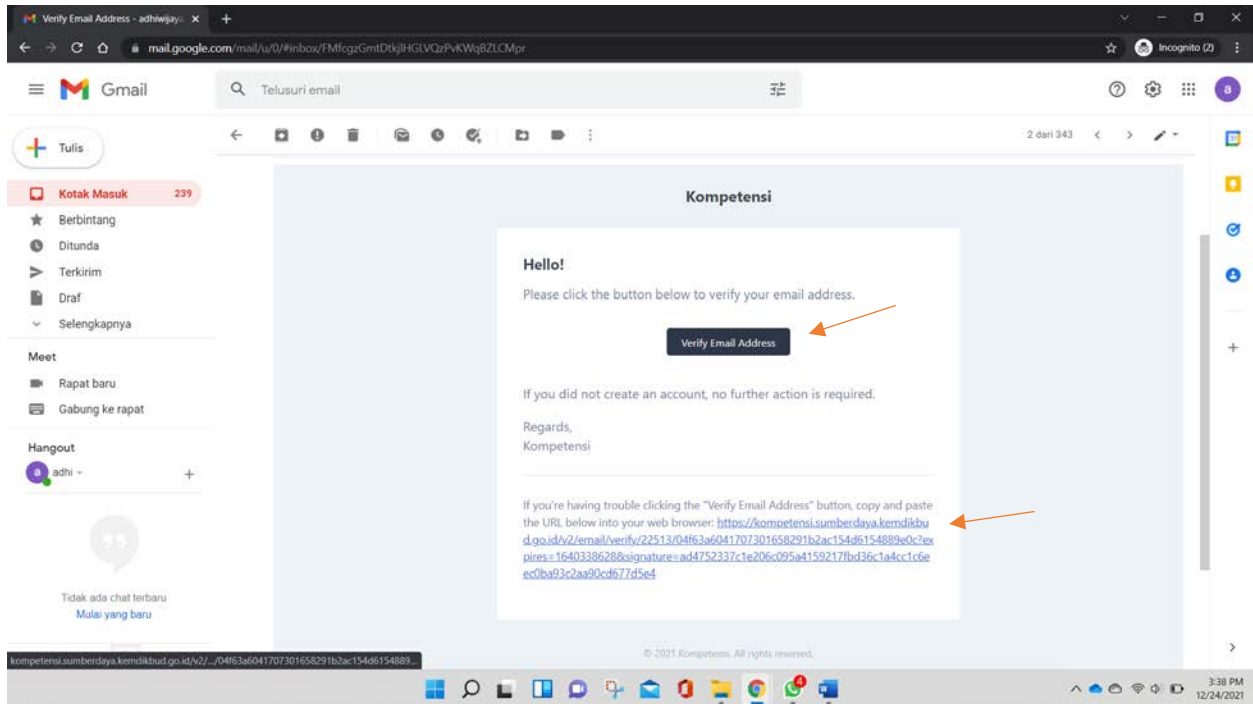 Verify Email Address - adhiwijay
mail.google.com/mail/u/0/#inbox/FMfcgzGmtDtkjlHGLVQzPvKWqBZLCMpr
Incognito (2)
Gmail
Telusuri email
a
Tulis
2 dari 343
Kotak Masuk 239
Berbintang
Ditunda
Terkirim
Draf
Selengkapnya
Meet
Rapat baru
Gabung ke rapat
Hangout
a adhi
Tidak ada chat terbaru
Mulai yang baru
Kompetensi
Hello!
Please click the button below to verify your email address.
Verify Email Address
If you did not create an account, no further action is required.
Regards,
Kompetensi
If you're having trouble clicking the "Verify Email Address" button, copy and paste
the URL below into your web browser: https://kompetensi.sumberdaya.kemdikbu
d.go.id/v2/email/verify/22513/04f63a6041707301658291b2ac154d6154889e0c?ex
pires=1640338628&signature=ad4752337c1e206c095a4159217fbd36c1a4cc1c6e
ec0ba93c2aa90cd677d5e4
© 2021 Kompetensi. All rights reserved.
kompetensi.sumberdaya.kemdikbud.go.id/v2/.../04f63a6041707301658291b2ac154d6154889...
4
3:38 PM
12/24/2021